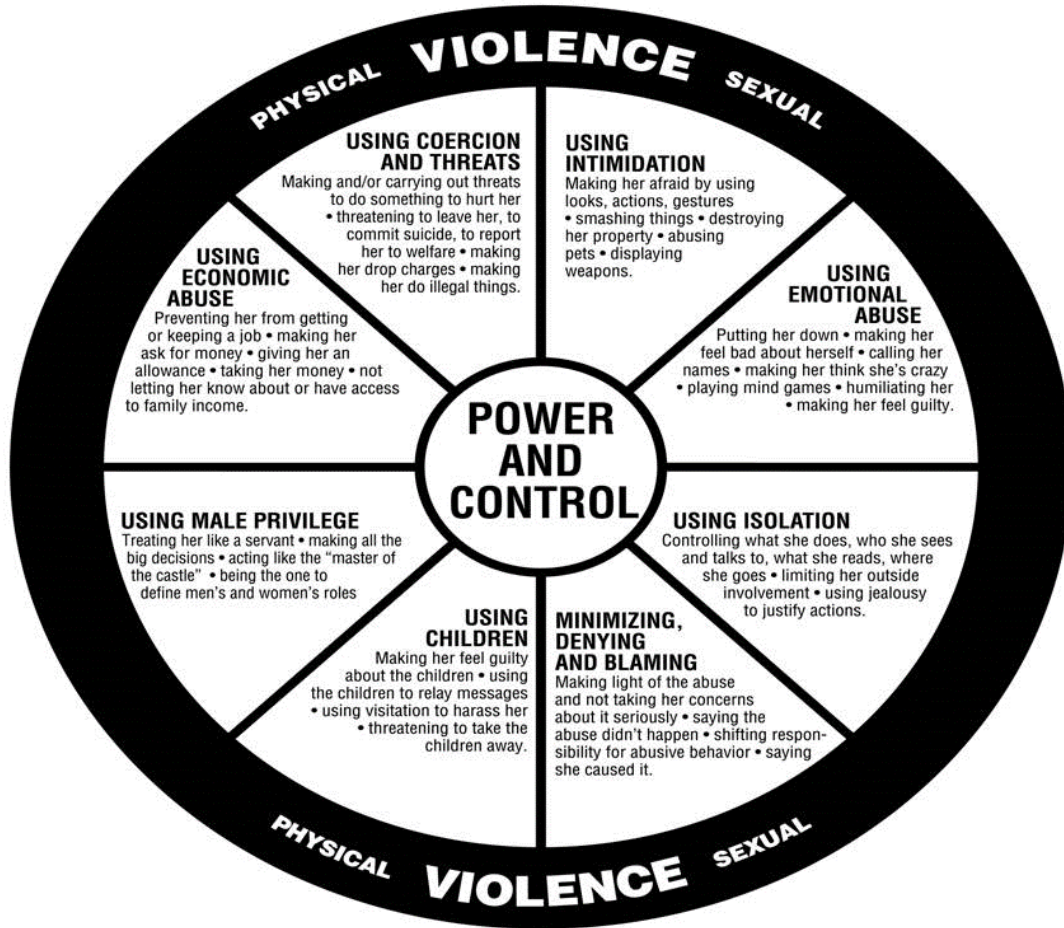 PHYSICAL VIOLENCE SEXUAL
USING COERCION
AND THREATS
Making and/or carrying out threats
to do something to hurt her
• threatening to leave her, to
commit suicide, to report
her to welfare • making
her drop charges • making
her do illegal things.
USING
INTIMIDATION
Making her afraid by using
looks, actions, gestures
• smashing things • destroying
her property • abusing
pets • displaying
weapons.
USING
ECONOMIC
ABUSE
Preventing her from getting
or keeping a job • making her
ask for money • giving her an
allowance • taking her money • not
letting her know about or have access
to family income.
USING
EMOTIONAL
ABUSE
Putting her down • making her
feel bad about herself • calling her
names • making her think she's crazy
• playing mind games • humiliating her
• making her feel guilty.
POWER
AND
CONTROL
USING MALE PRIVILEGE
Treating her like a servant • making all the
big decisions • acting like the “master of
the castle” • being the one to
define men's and women's roles
USING ISOLATION
Controlling what she does, who she sees
and talks to, what she reads, where
she goes • limiting her outside
involvement • using jealousy
to justify actions.
USING
CHILDREN
Making her feel guilty
about the children • using
the children to relay messages
• using visitation to harass her
• threatening to take the
children away.
MINIMIZING,
DENYING
AND BLAMING
Making light of the abuse
and not taking her concerns
about it seriously • saying the
abuse didn't happen • shifting respon-
sibility for abusive behavior • saying
she caused it.
PHYSICAL VIOLENCE SEXUAL